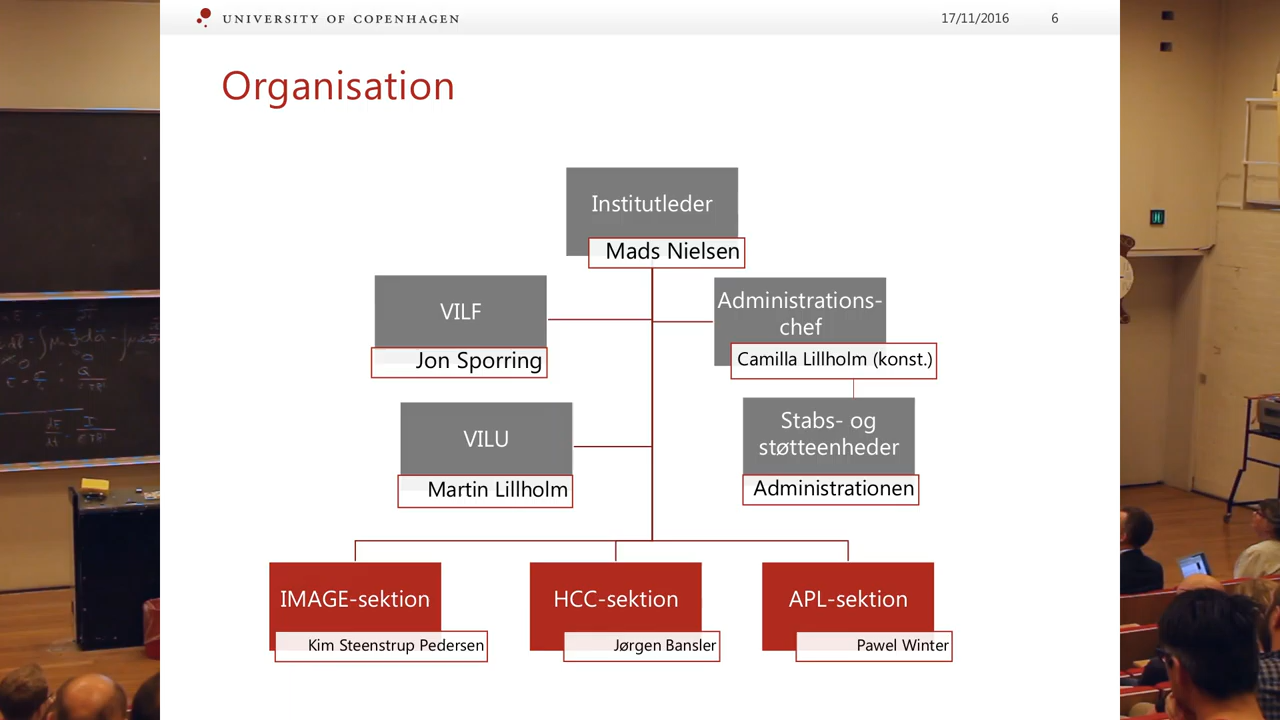 UNIVERSITY OF COPENHAGEN
17/11/2016
6
Organisation
Institutleder
Mads Nielsen
VILF
Jon Sporring
Administrations-
chef
Camilla Lillholm (konst.)
VILU
Martin Lillholm
Stabs- og
støtteenheder
Administrationen
IMAGE-sektion
Kim Steenstrup Pedersen
HCC-sektion
Jørgen Bansler
APL-sektion
Pawel Winter